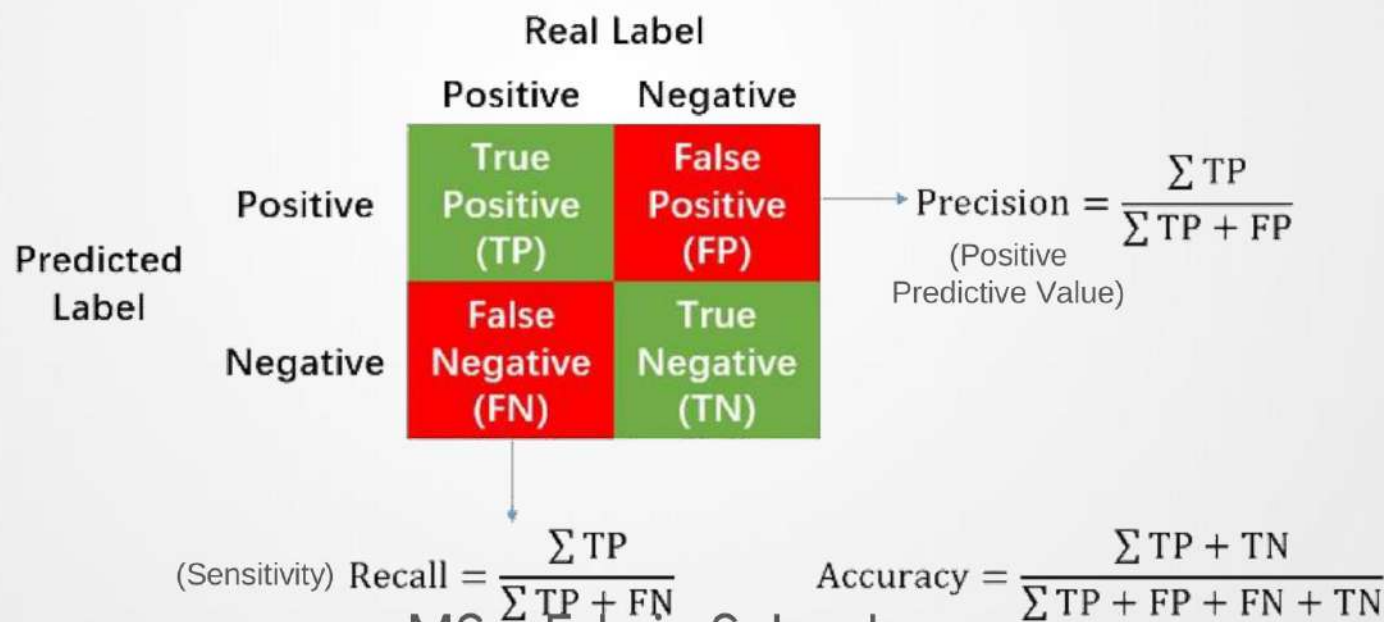 Real Label
Positive Negative
True Positive (TP)
False Positive (FP)
Positive
Precision = ∑ TP / ∑ TP + FP
(Positive
Predictive Value)
Predicted
Label
False Negative (FN)
True Negative (TN)
Negative
(Sensitivity) Recall = ∑ TP / ∑ TP + FN
Accuracy = ∑ TP + TN / ∑ TP + FP + FN + TN